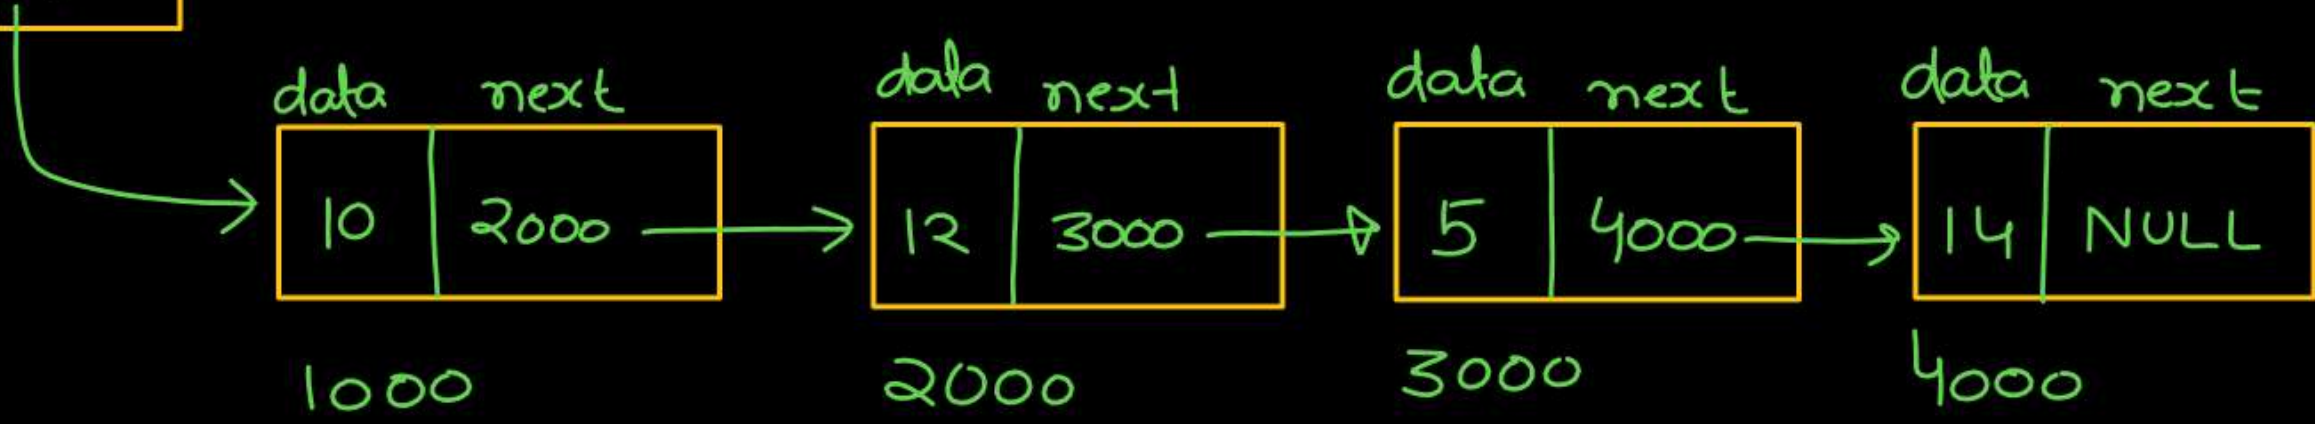 data next data next data next data next
10 2000 12 3000 5 4000 14 NULL
1000 2000 3000 4000